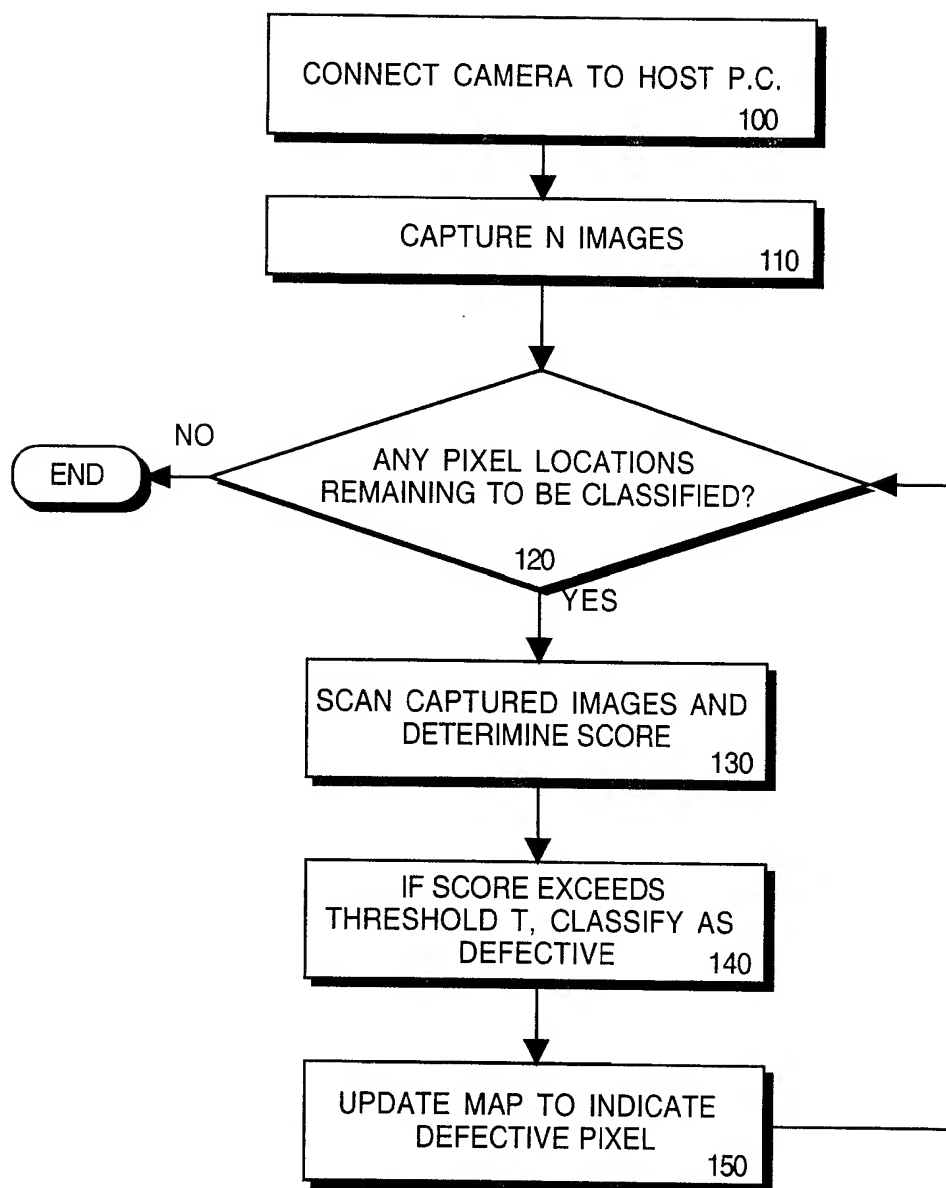 CONNECT CAMERA TO HOST P.C.
100
CAPTURE N IMAGES
110
NO
END
ANY PIXEL LOCATIONS
REMAINING TO BE CLASSIFIED?
120
YES
SCAN CAPTURED IMAGES AND
DETERIMINE SCORE
130
IF SCORE EXCEEDS
THRESHOLD T, CLASSIFY AS
DEFECTIVE
140
UPDATE MAP TO INDICATE
DEFECTIVE PIXEL
150